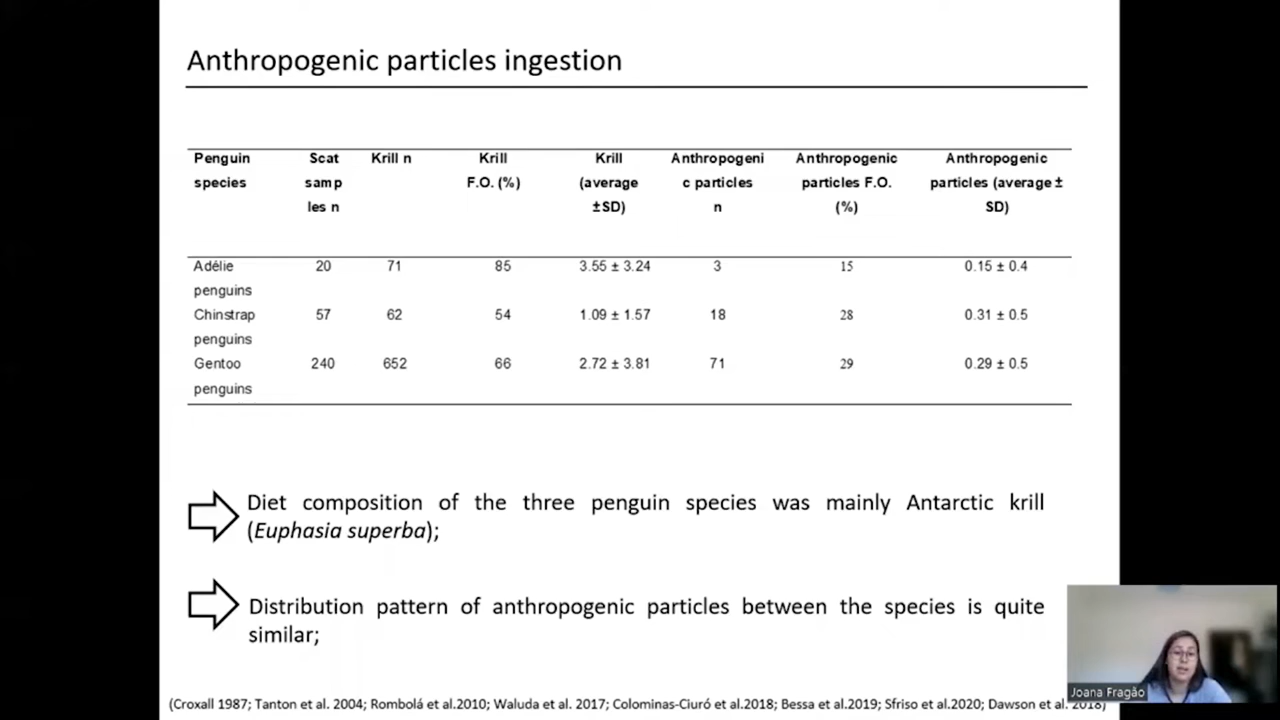 Anthropogenic particles ingestion
Penguin Scat Krill n Krill Krill Anthropogeni Anthropogenic Anthropogenic
species samp F.O. (%) (average c particles particles F.O. particles (average ±
les n ±SD) n (%) SD)
Adélie 20 71 85 3.55 ± 3.24 3 15 0.15 ± 0.4
penguins
Chinstrap 57 62 54 1.09 ± 1.57 18 28 0.31 ± 0.5
penguins
Gentoo 240 652 66 2.72 ± 3.81 71 29 0.29 ± 0.5
penguins
Diet composition of the three penguin species was mainly Antarctic krill
(Euphasia superba);
Distribution pattern of anthropogenic particles between the species is quite
similar;
(Croxall 1987; Tanton et al. 2004; Rombolá et al.2010; Waluda et al. 2017; Colominas-Ciuró et al.2018; Bessa et al.2019; Sfriso et al.2020; Dawson et al. 2018)
Joana Fragão